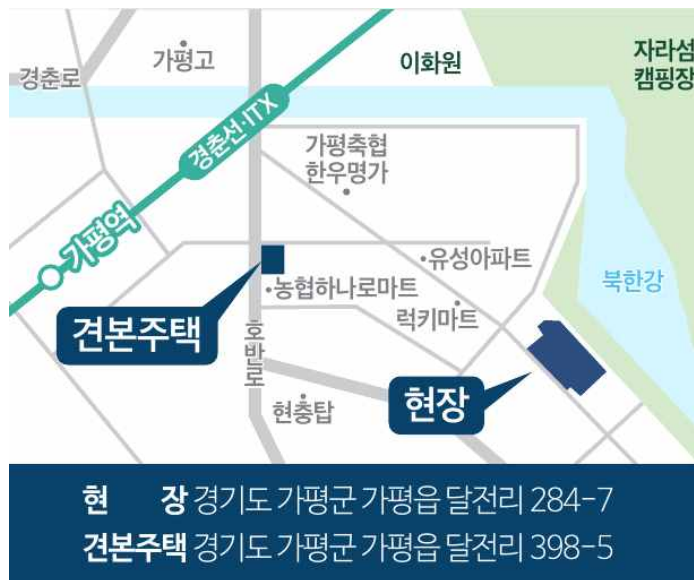 자라섬
캠핑장
이화원
가평고
경춘로
경춘선·ITX
가평축협
한우명가
가평역
유성아파트
북한강
농협하나로마트
럭키마트
견본주택
호반로
현장
현충탑
현 장 경기도 가평군 가평읍 달전리 284-7
견본주택 경기도 가평군 가평읍 달전리 398-5